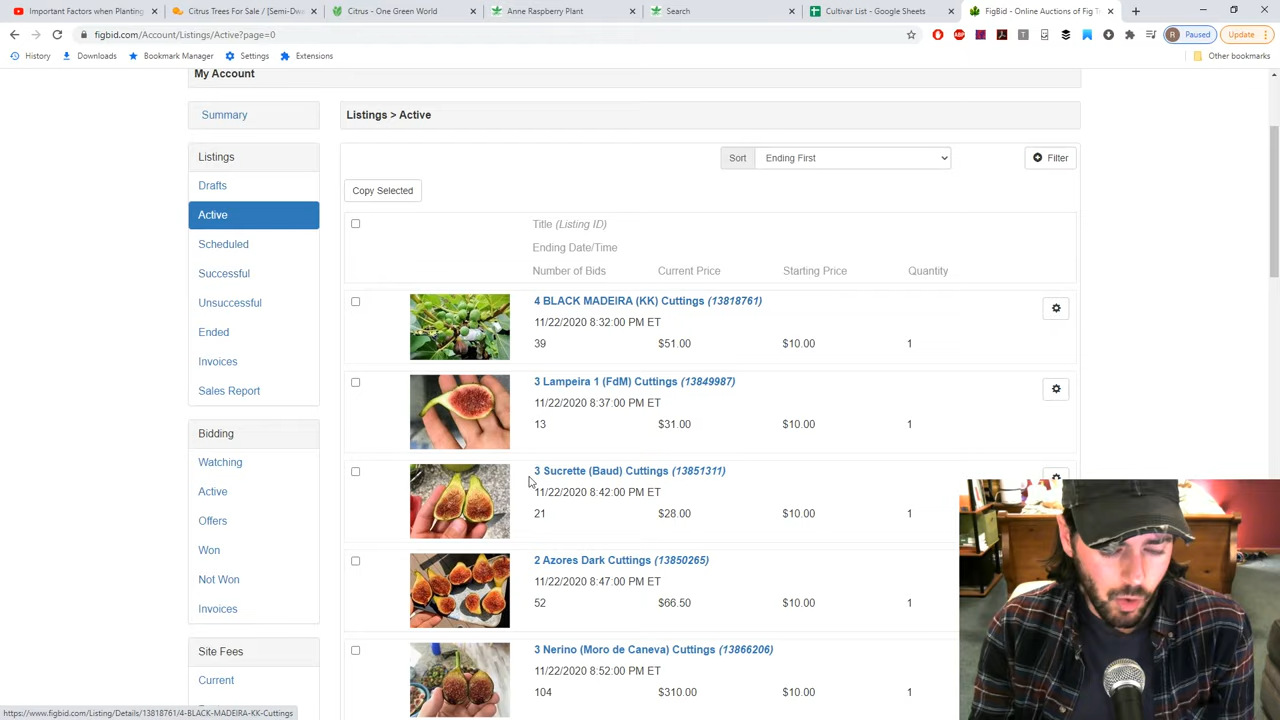 Important Factors when Planting
Citrus Trees For Sale / [Semi-Dwe
Citrus - One Green World
Anne Raspberry Plant
Search
Cultivar List - Google Sheets
FigBid - Online Auctions of Fig T
figbid.com/Account/Listings/Active?page=0
R Paused
Update
History
Downloads
Bookmark Manager
Settings
Extensions
Other bookmarks
My Account
Summary
Listings > Active
Listings
Sort Ending First
Filter
Drafts
Copy Selected
Active
Title (Listing ID)
Scheduled
Ending Date/Time
Successful
Number of Bids Current Price Starting Price Quantity
Unsuccessful
4 BLACK MADEIRA (KK) Cuttings (13818761)
11/22/2020 8:32:00 PM ET
Ended
39 $51.00 $10.00 1
Invoices
3 Lampeira 1 (FdM) Cuttings (13849987)
Sales Report
11/22/2020 8:37:00 PM ET
13 $31.00 $10.00 1
Bidding
Watching
3 Sucrette (Baud) Cuttings (13851311)
Active
11/22/2020 8:42:00 PM ET
21 $28.00 $10.00 1
Offers
Won
2 Azores Dark Cuttings (13850265)
Not Won
11/22/2020 8:47:00 PM ET
52 $66.50 $10.00 1
Invoices
Site Fees
3 Nerino (Moro de Caneva) Cuttings (13866206)
11/22/2020 8:52:00 PM ET
Current
104 $310.00 $10.00 1
https://www.figbid.com/Listing/Details/13818761/4-BLACK-MADEIRA-KK-Cuttings